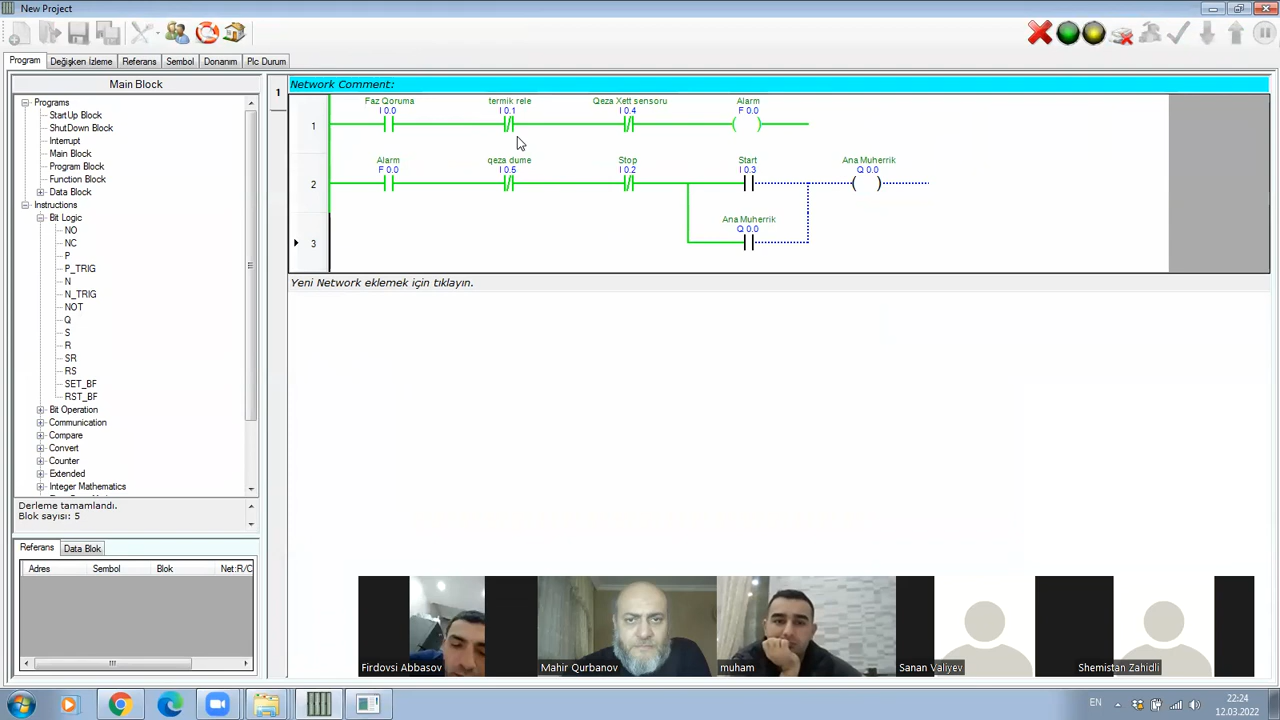 New Project
Program Değişken İzleme Referans Sembol Donanım Plc Durum
Main Block
Programs
StartUp Block
ShutDown Block
Interrupt
Main Block
Program Block
Function Block
Data Block
Instructions
Bit Logic
NO
NC
P
P_TRIG
N
N_TRIG
NOT
Q
S
R
SR
RS
SET_BF
RST_BF
Bit Operation
Communication
Compare
Convert
Counter
Extended
Integer Mathematics
Derleme tamamlandı.
Blok sayısı: 5
Referans Data Blok
Adres Sembol Blok Net:R/C
1 Network Comment:
Faz Qoruma termik rele Qeza Xett sensoru Alarm
I 0.0 I 0.1 I 0.4 F 0.0
1
Alarm qeza dume Stop Start Ana Muherrik
F 0.0 I 0.5 I 0.2 I 0.3 Q 0.0
2
Ana Muherrik
Q 0.0
3
Yeni Network eklemek için tıklayın.
Firdovsi Abbasov Mahir Qurbanov muham Sanan Valiyev Shemistan Zahidli
EN
22:24
12.03.2022